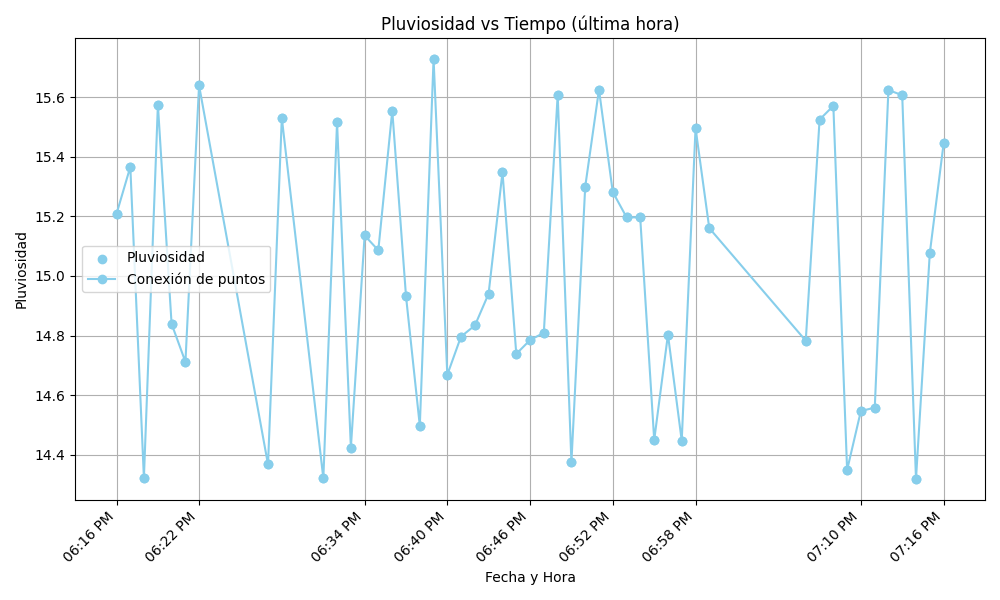 Pluviosidad vs Tiempo (última hora)
Pluviosidad
15.6
15.4
15.2
15.0
14.8
14.6
14.4
Pluviosidad
Conexión de puntos
06:16 PM
06:22 PM
06:34 PM
06:40 PM
06:46 PM
06:52 PM
06:58 PM
07:10 PM
07:16 PM
Fecha y Hora